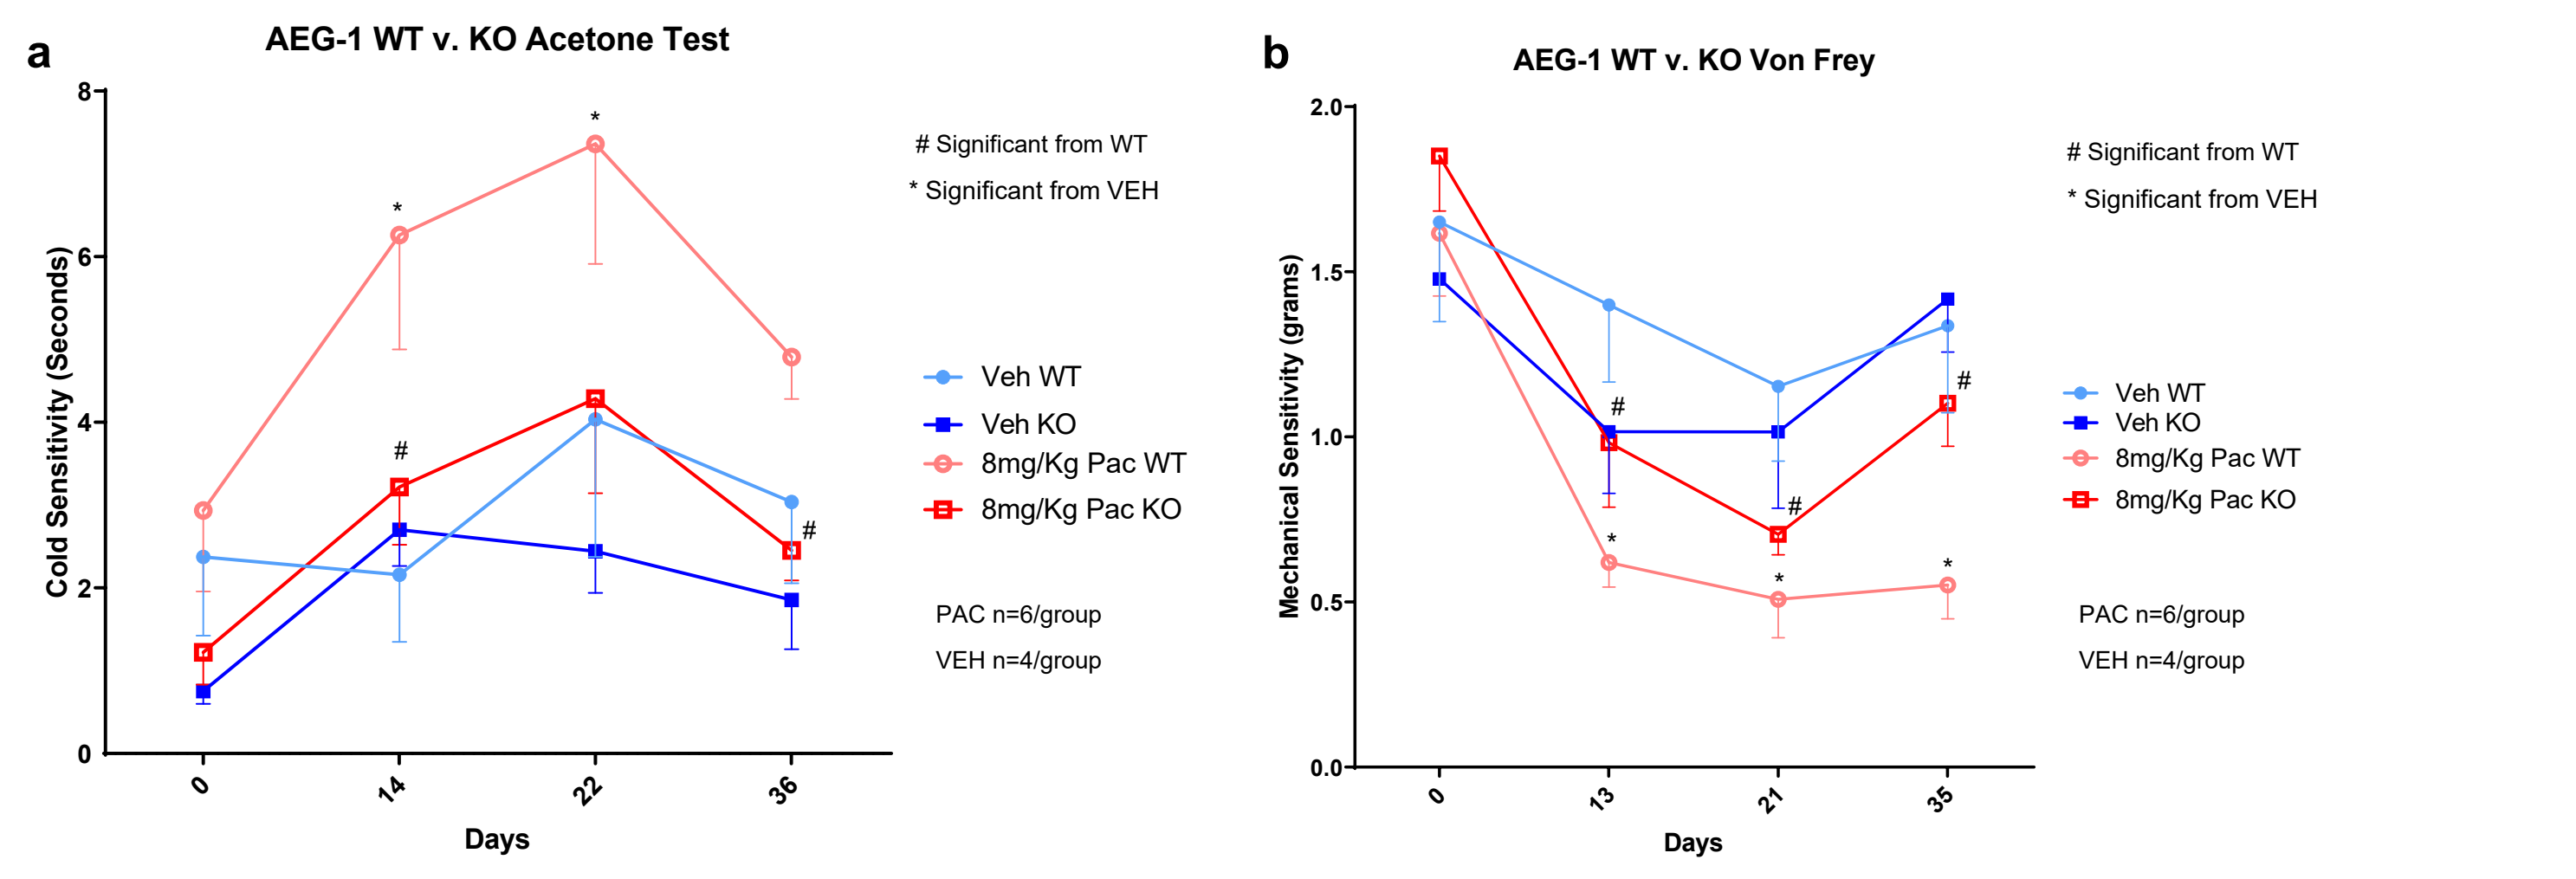 a
AEG-1 WT v. KO Acetone Test
Cold Sensitivity (Seconds)
8
6
4
2
0
*
*
#
#
0
14
22
36
Days
# Significant from WT
* Significant from VEH
Veh WT
Veh KO
8mg/Kg Pac WT
8mg/Kg Pac KO
PAC n=6/group
VEH n=4/group
b
AEG-1 WT v. KO Von Frey
Mechanical Sensitivity (grams)
2.0
1.5
1.0
0.5
0.0
#
#
#
*
*
*
0
13
21
35
Days
# Significant from WT
* Significant from VEH
Veh WT
Veh KO
8mg/Kg Pac WT
8mg/Kg Pac KO
PAC n=6/group
VEH n=4/group